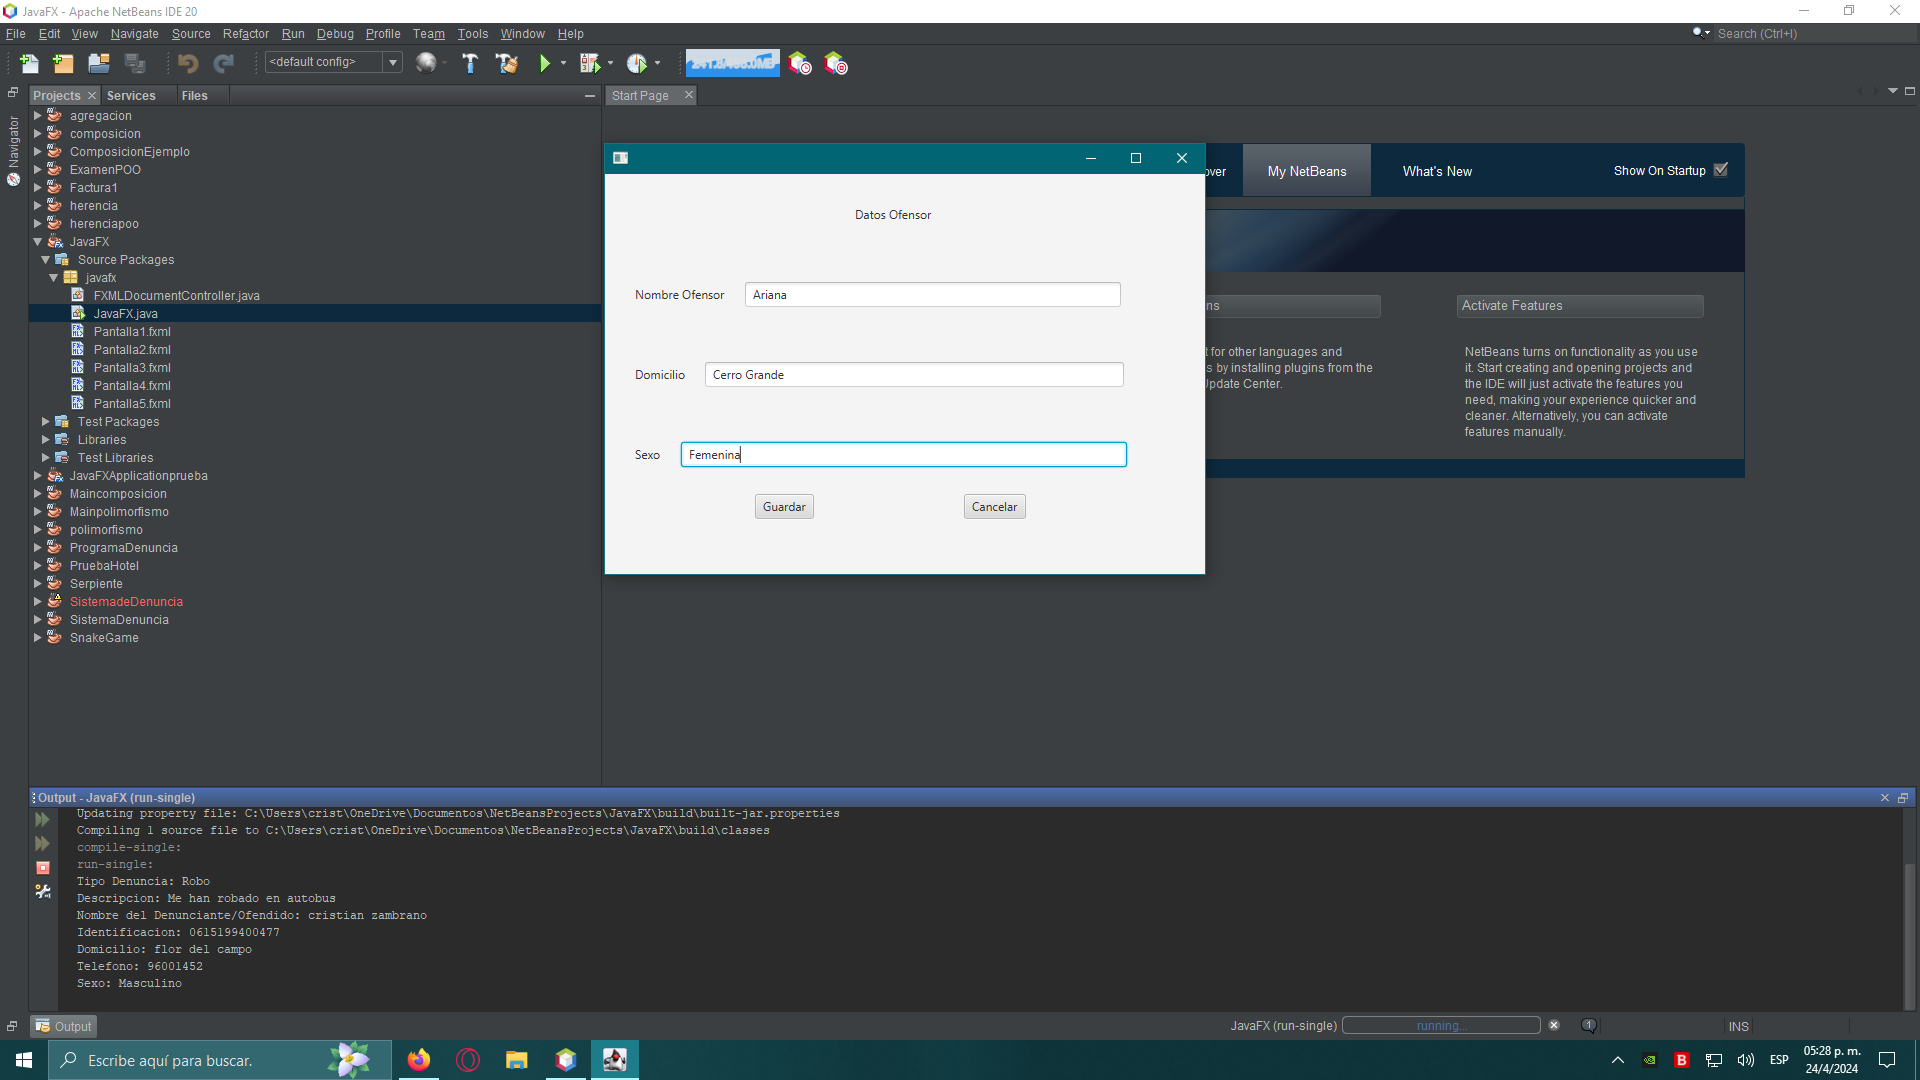 JavaFX - Apache NetBeans IDE 20
File Edit View Navigate Source Refactor Run Debug Profile Team Tools Window Help
Search (Ctrl+I)
<default config>
Projects Services Files
Start Page
Navigator
agregacion
composicion
ComposicionEjemplo
ExamenPOO
Factura1
herencia
herenciapoo
JavaFX
Source Packages
javafx
FXMLDocumentController.java
JavaFX.java
Pantalla1.fxml
Pantalla2.fxml
Pantalla3.fxml
Pantalla4.fxml
Pantalla5.fxml
Test Packages
Libraries
Test Libraries
JavaFXApplicationprueba
Maincomposicion
Mainpolimorfismo
polimorfismo
ProgramaDenuncia
PruebaHotel
Serpiente
SistemadeDenuncia
SistemaDenuncia
SnakeGame
Datos Ofensor
Nombre Ofensor Ariana
Domicilio Cerro Grande
Sexo Femenina
Guardar Cancelar
over My NetBeans What's New Show On Startup
ns
t for other languages and
s by installing plugins from the
Update Center.
Activate Features
NetBeans turns on functionality as you use
it. Start creating and opening projects and
the IDE will just activate the features you
need, making your experience quicker and
cleaner. Alternatively, you can activate
features manually.
Output - JavaFX (run-single)
Updating property file: C:\Users\crist\OneDrive\Documentos\NetBeansProjects\JavaFX\build\built-jar.properties
Compiling 1 source file to C:\Users\crist\OneDrive\Documentos\NetBeansProjects\JavaFX\build\classes
compile-single:
run-single:
Tipo Denuncia: Robo
Descripcion: Me han robado en autobus
Nombre del Denunciante/Ofendido: cristian zambrano
Identificacion: 0615199400477
Domicilio: flor del campo
Telefono: 96001452
Sexo: Masculino
Output
JavaFX (run-single) running... 1 INS
Escribe aquí para buscar.
B
ESP
05:28 p. m.
24/4/2024